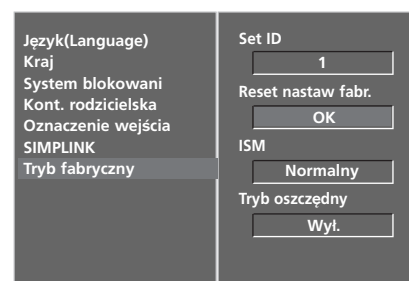 Język(Language)
Kraj
System blokowani
Kont. rodzicielska
Oznaczenie wejścia
SIMPLINK
Tryb fabryczny
Set ID
1
Reset nastaw fabr.
OK
ISM
Normalny
Tryb oszczędny
Wył.